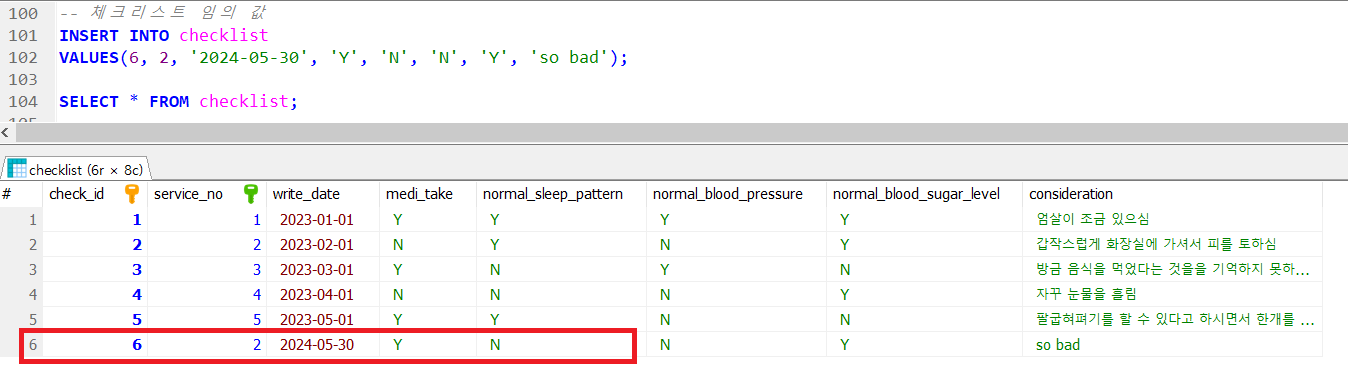 100 -- 체크리스트 임의 값
101 INSERT INTO checklist
102 VALUES(6, 2, '2024-05-30', 'Y', 'N', 'N', 'Y', 'so bad');
103
104 SELECT * FROM checklist;
checklist (6r × 8c)
# check_id service_no write_date medi_take normal_sleep_pattern normal_blood_pressure normal_blood_sugar_level consideration
1 1 1 2023-01-01 Y Y Y Y 엄살이 조금 있으심
2 2 2 2023-02-01 N Y N Y 갑작스럽게 화장실에 가셔서 피를 토하심
3 3 3 2023-03-01 Y N Y N 방금 음식을 먹었다는 것을을 기억하지 못하...
4 4 4 2023-04-01 N N N Y 자꾸 눈물을 흘림
5 5 5 2023-05-01 Y Y N N 팔굽혀펴기를 할 수 있다고 하시면서 한개를 ...
6 6 2 2024-05-30 Y N N Y so bad